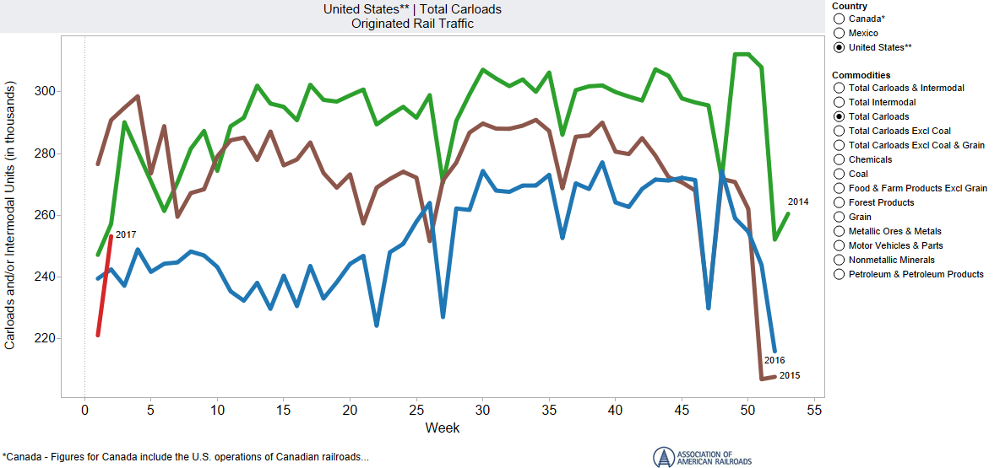 United States** | Total Carloads
Originated Rail Traffic
Country
Canada*
Mexico
United States**
Commodities
Total Carloads & Intermodal
Total Intermodal
Total Carloads
Total Carloads Excl Coal
Total Carloads Excl Coal & Grain
Chemicals
Coal
Food & Farm Products Excl Grain
Forest Products
Grain
Metallic Ores & Metals
Motor Vehicles & Parts
Nonmetallic Minerals
Petroleum & Petroleum Products
Carloads and/or Intermodal Units (in thousands)
300
280
260
240
220
2014
2017
2016
2015
0 5 10 15 20 25 30 35 40 45 50 55
Week
*Canada - Figures for Canada include the U.S. operations of Canadian railroads...
ASSOCIATION OF
AMERICAN RAILROADS